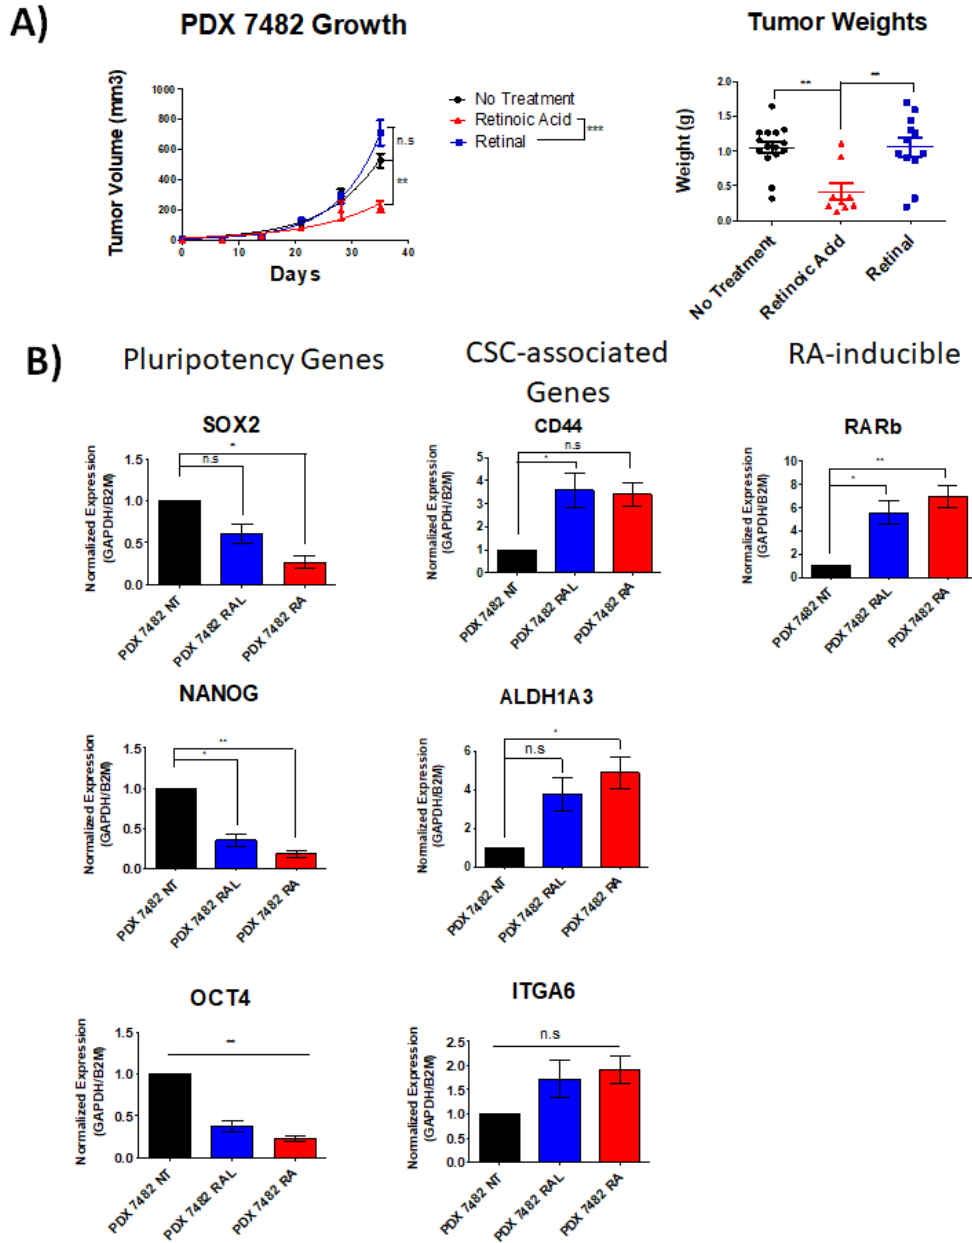 A)
PDX 7482 Growth
Tumor Volume (mm3)
1000
800
600
400
200
0
0
10
20
30
40
Days
n.s
**
No Treatment
Retinoic Acid
Retinal
***
Tumor Weights
Weight (g)
2.0
1.5
1.0
0.5
0.0
**
**
No Treatment
Retinoic Acid
Retinal
B)
Pluripotency Genes
CSC-associated
Genes
RA-inducible
SOX2
Normalized Expression
(GAPDH/B2M)
1.5
1.0
0.5
0.0
*
n.s
PDX 7482 NT
PDX 7482 RAL
PDX 7482 RA
CD44
Normalized Expression
(GAPDH/B2M)
5
4
3
2
1
0
n.s
*
PDX 7482 NT
PDX 7482 RAL
PDX 7482 RA
RARb
Normalized Expression
(GAPDH/B2M)
10
8
6
4
2
0
**
*
PDX 7482 NT
PDX 7482 RAL
PDX 7482 RA
NANOG
Normalized Expression
(GAPDH/B2M)
1.5
1.0
0.5
0.0
**
*
PDX 7482 NT
PDX 7482 RAL
PDX 7482 RA
ALDH1A3
Normalized Expression
(GAPDH/B2M)
6
4
2
0
*
n.s
PDX 7482 NT
PDX 7482 RAL
PDX 7482 RA
OCT4
Normalized Expression
(GAPDH/B2M)
1.5
1.0
0.5
0.0
**
PDX 7482 NT
PDX 7482 RAL
PDX 7482 RA
ITGA6
Normalized Expression
(GAPDH/B2M)
2.5
2.0
1.5
1.0
0.5
0.0
n.s
PDX 7482 NT
PDX 7482 RAL
PDX 7482 RA